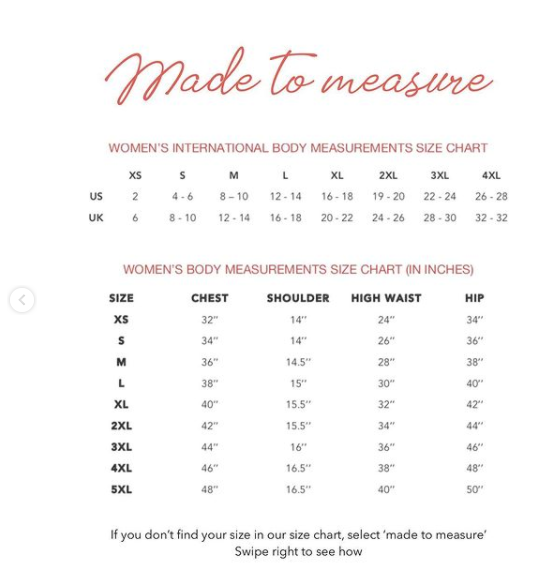 Made to measure
WOMEN'S INTERNATIONAL BODY MEASUREMENTS SIZE CHART
XS S M L XL 2XL 3XL 4XL
US 2 4 - 6 8 – 10 12 - 14 16 - 18 19 - 20 22 - 24 26 - 28
UK 6 8 - 10 12 - 14 16 - 18 20 - 22 24 - 26 28 - 30 32 - 32
WOMEN'S BODY MEASUREMENTS SIZE CHART (IN INCHES)
SIZE CHEST SHOULDER HIGH WAIST HIP
XS 32" 14" 24" 34"
S 34" 14" 26" 36"
M 36" 14.5" 28" 38"
L 38" 15" 30" 40"
XL 40" 15.5" 32" 42"
2XL 42" 15.5" 34" 44"
3XL 44" 16" 36" 46"
4XL 46" 16.5" 38" 48"
5XL 48" 16.5" 40" 50"
If you don't find your size in our size chart, select 'made to measure'
Swipe right to see how